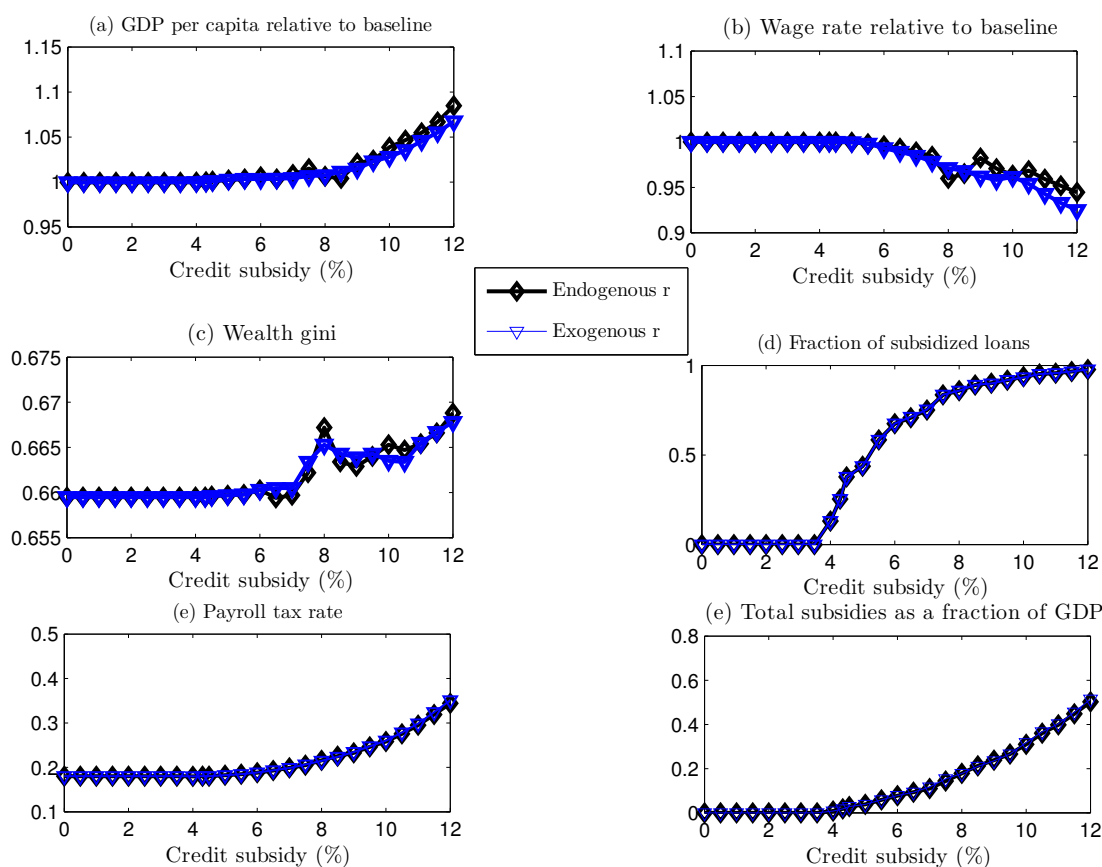 (a) GDP per capita relative to baseline
1.15
1.1
1.05
1
0.95
0 2 4 6 8 10 12
Credit subsidy (%)
(b) Wage rate relative to baseline
1.1
1.05
1
0.95
0.9
0 2 4 6 8 10 12
Credit subsidy (%)
Endogenous r
Exogenous r
(c) Wealth gini
0.675
0.67
0.665
0.66
0.655
0 2 4 6 8 10 12
Credit subsidy (%)
(d) Fraction of subsidized loans
1
0.5
0
0 2 4 6 8 10 12
Credit subsidy (%)
(e) Payroll tax rate
0.5
0.4
0.3
0.2
0.1
0 2 4 6 8 10 12
Credit subsidy (%)
(e) Total subsidies as a fraction of GDP
0.8
0.6
0.4
0.2
0
0 2 4 6 8 10 12
Credit subsidy (%)